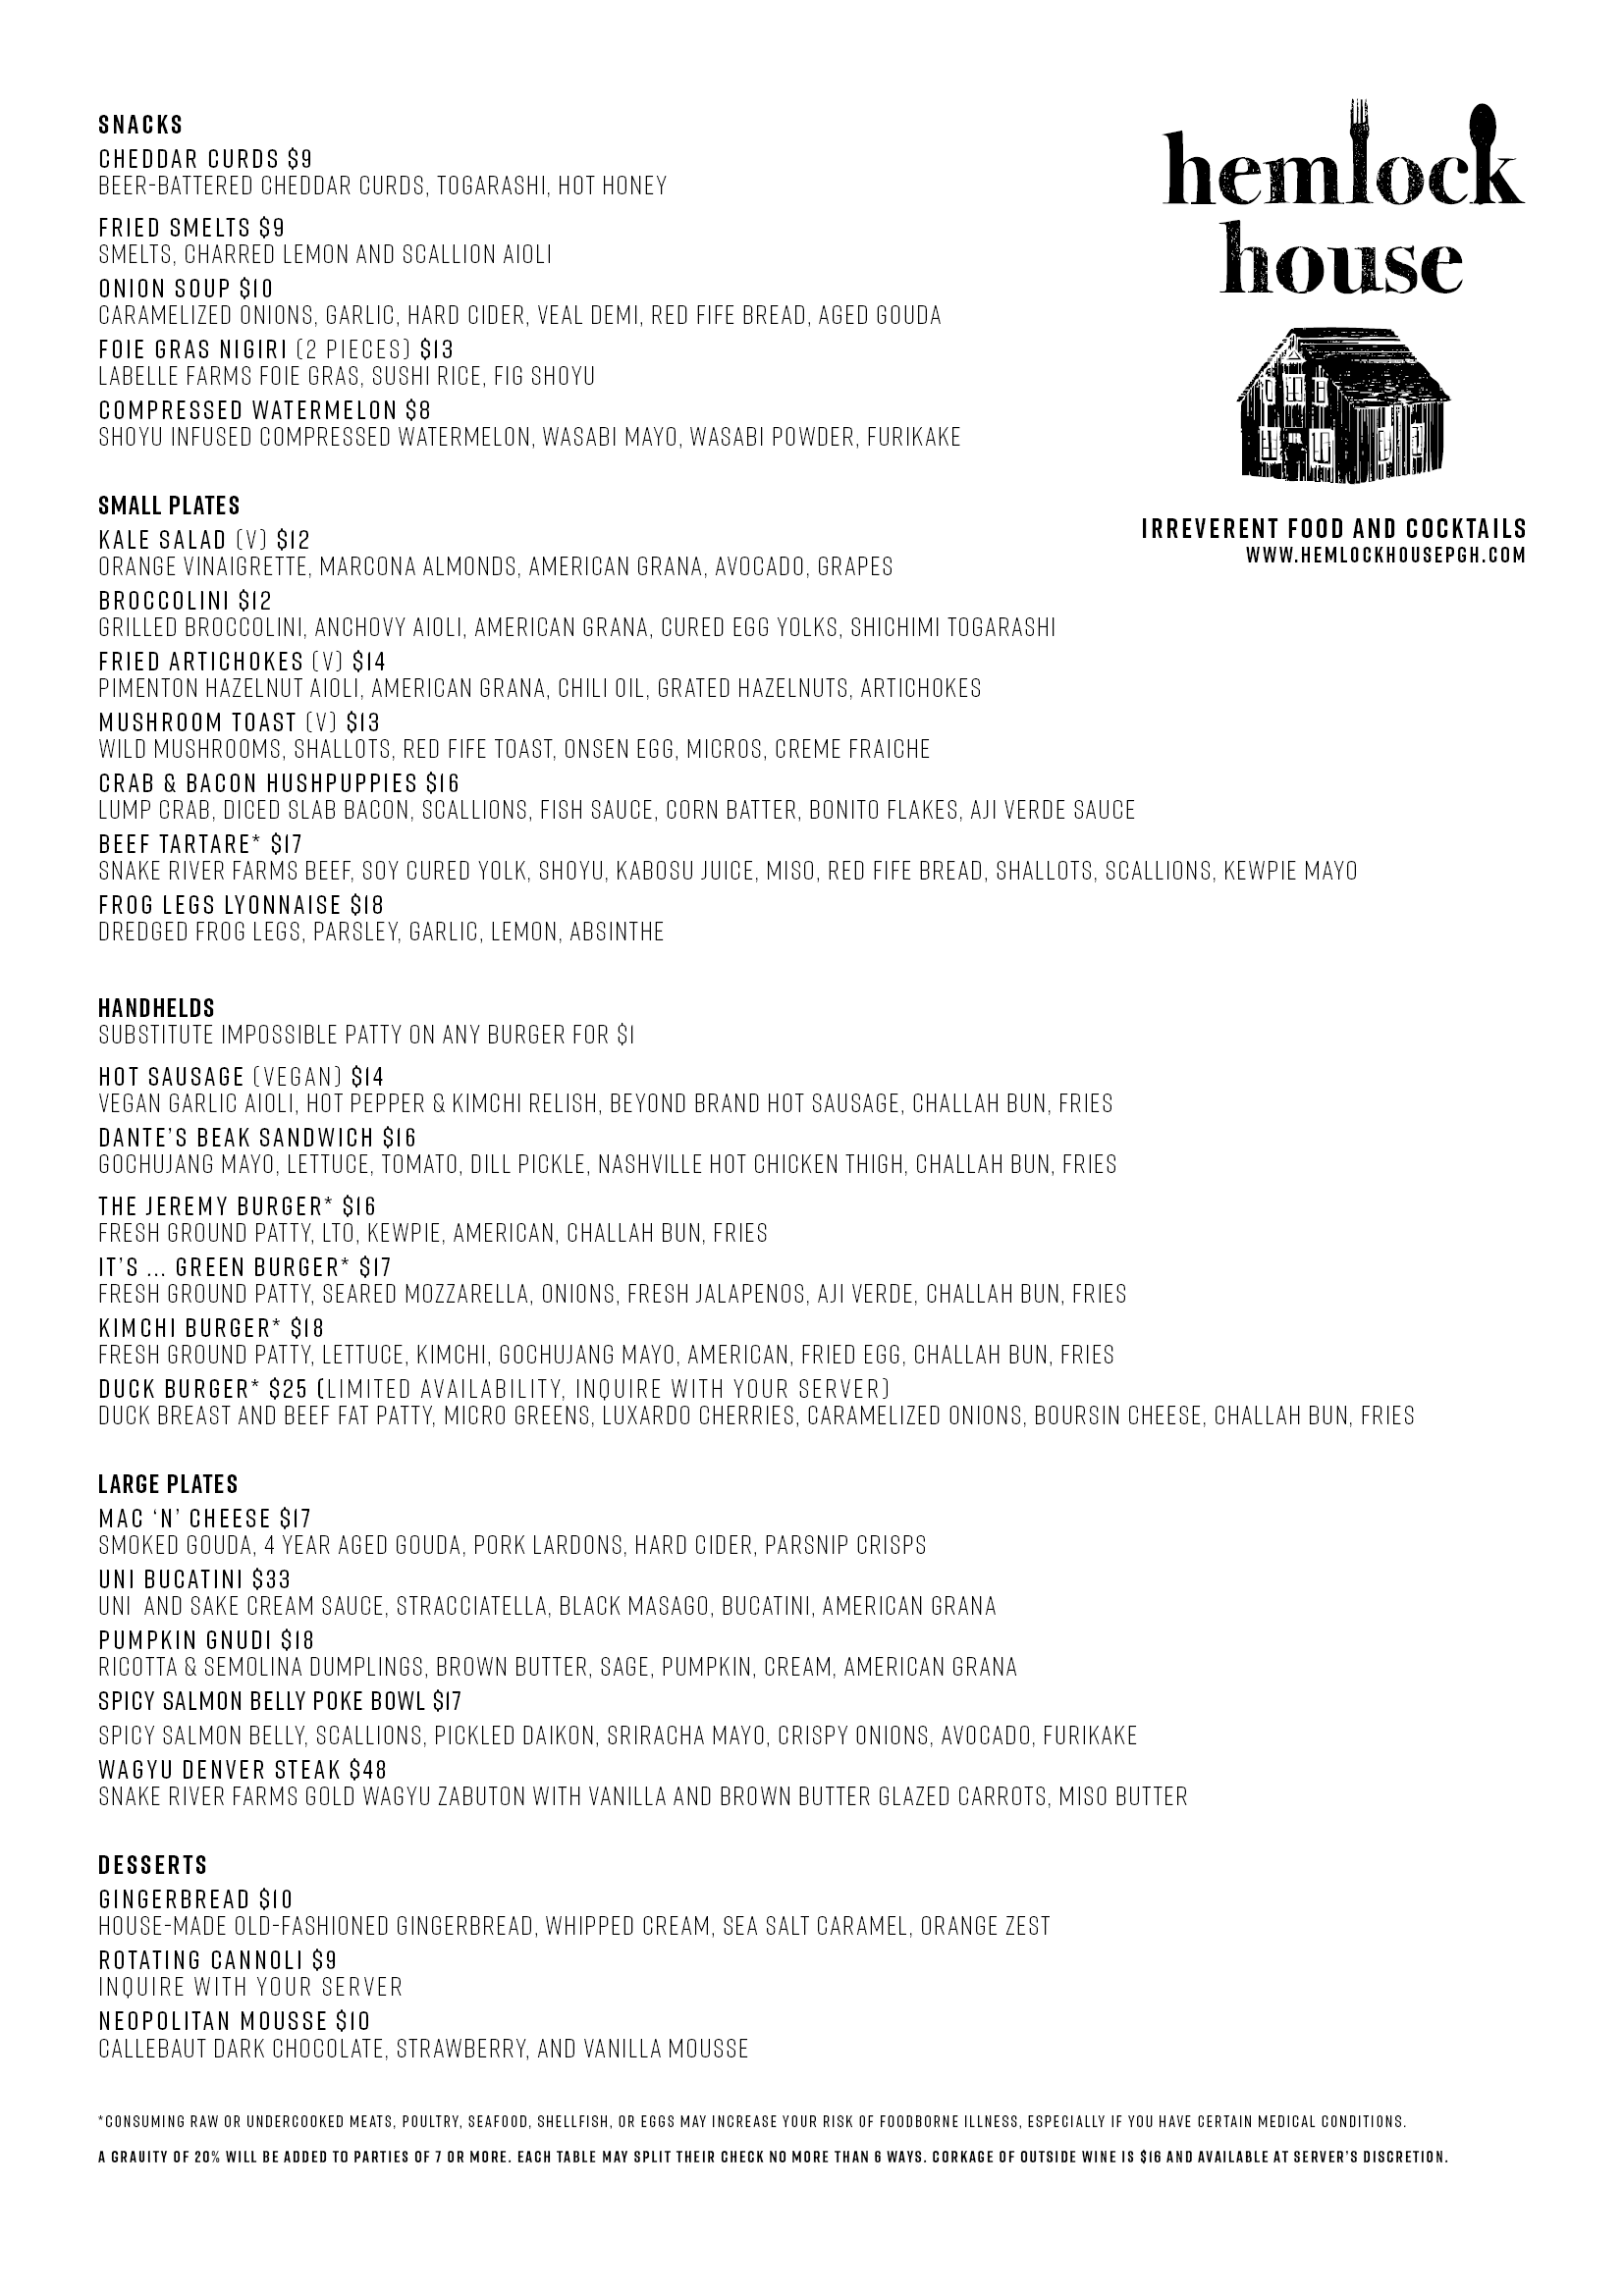 SNACKS
CHEDDAR CURDS $9
BEER-BATTERED CHEDDAR CURDS, TOGARASHI, HOT HONEY
FRIED SMELTS $9
SMELTS, CHARRED LEMON AND SCALLION AIOLI
ONION SOUP $10
CARAMELIZED ONIONS, GARLIC, HARD CIDER, VEAL DEMI, RED FIFE BREAD, AGED GOUDA
FOIE GRAS NIGIRI (2 PIECES) $13
LABELLE FARMS FOIE GRAS, SUSHI RICE, FIG SHOYU
COMPRESSED WATERMELON $8
SHOYU INFUSED COMPRESSED WATERMELON, WASABI MAYO, WASABI POWDER, FURIKAKE
hemlock
house
IRREVERENT FOOD AND COCKTAILS
WWW.HEMLOCKHOUSEPGH.COM
SMALL PLATES
KALE SALAD (V) $12
ORANGE VINAIGRETTE, MARCONA ALMONDS, AMERICAN GRANA, AVOCADO, GRAPES
BROCCOLINI $12
GRILLED BROCCOLINI, ANCHOVY AIOLI, AMERICAN GRANA, CURED EGG YOLKS, SHICHIMI TOGARASHI
FRIED ARTICHOKES (V) $14
PIMENTON HAZELNUT AIOLI, AMERICAN GRANA, CHILI OIL, GRATED HAZELNUTS, ARTICHOKES
MUSHROOM TOAST (V) $13
WILD MUSHROOMS, SHALLOTS, RED FIFE TOAST, ONSEN EGG, MICROS, CREME FRAICHE
CRAB & BACON HUSHPUPPIES $16
LUMP CRAB, DICED SLAB BACON, SCALLIONS, FISH SAUCE, CORN BATTER, BONITO FLAKES, AJI VERDE SAUCE
BEEF TARTARE* $17
SNAKE RIVER FARMS BEEF, SOY CURED YOLK, SHOYU, KABOSU JUICE, MISO, RED FIFE BREAD, SHALLOTS, SCALLIONS, KEWPIE MAYO
FROG LEGS LYONNAISE $18
DREDGED FROG LEGS, PARSLEY, GARLIC, LEMON, ABSINTHE
HANDHELDS
SUBSTITUTE IMPOSSIBLE PATTY ON ANY BURGER FOR $1
HOT SAUSAGE (VEGAN) $14
VEGAN GARLIC AIOLI, HOT PEPPER & KIMCHI RELISH, BEYOND BRAND HOT SAUSAGE, CHALLAH BUN, FRIES
DANTE'S BEAK SANDWICH $16
GOCHUJANG MAYO, LETTUCE, TOMATO, DILL PICKLE, NASHVILLE HOT CHICKEN THIGH, CHALLAH BUN, FRIES
THE JEREMY BURGER* $16
FRESH GROUND PATTY, LTO, KEWPIE, AMERICAN, CHALLAH BUN, FRIES
IT'S ... GREEN BURGER* $17
FRESH GROUND PATTY, SEARED MOZZARELLA, ONIONS, FRESH JALAPENOS, AJI VERDE, CHALLAH BUN, FRIES
KIMCHI BURGER* $18
FRESH GROUND PATTY, LETTUCE, KIMCHI, GOCHUJANG MAYO, AMERICAN, FRIED EGG, CHALLAH BUN, FRIES
DUCK BURGER* $25 (LIMITED AVAILABILITY, INQUIRE WITH YOUR SERVER)
DUCK BREAST AND BEEF FAT PATTY, MICRO GREENS, LUXARDO CHERRIES, CARAMELIZED ONIONS, BOURSIN CHEESE, CHALLAH BUN, FRIES
LARGE PLATES
MAC 'N' CHEESE $17
SMOKED GOUDA, 4 YEAR AGED GOUDA, PORK LARDONS, HARD CIDER, PARSNIP CRISPS
UNI BUCATINI $33
UNI AND SAKE CREAM SAUCE, STRACCIATELLA, BLACK MASAGO, BUCATINI, AMERICAN GRANA
PUMPKIN GNUDI $18
RICOTTA & SEMOLINA DUMPLINGS, BROWN BUTTER, SAGE, PUMPKIN, CREAM, AMERICAN GRANA
SPICY SALMON BELLY POKE BOWL $17
SPICY SALMON BELLY, SCALLIONS, PICKLED DAIKON, SRIRACHA MAYO, CRISPY ONIONS, AVOCADO, FURIKAKE
WAGYU DENVER STEAK $48
SNAKE RIVER FARMS GOLD WAGYU ZABUTON WITH VANILLA AND BROWN BUTTER GLAZED CARROTS, MISO BUTTER
DESSERTS
GINGERBREAD $10
HOUSE-MADE OLD-FASHIONED GINGERBREAD, WHIPPED CREAM, SEA SALT CARAMEL, ORANGE ZEST
ROTATING CANNOLI $9
INQUIRE WITH YOUR SERVER
NEOPOLITAN MOUSSE $10
CALLEBAUT DARK CHOCOLATE, STRAWBERRY, AND VANILLA MOUSSE
*CONSUMING RAW OR UNDERCOOKED MEATS, POULTRY, SEAFOOD, SHELLFISH, OR EGGS MAY INCREASE YOUR RISK OF FOODBORNE ILLNESS, ESPECIALLY IF YOU HAVE CERTAIN MEDICAL CONDITIONS.
A GRAUITY OF 20% WILL BE ADDED TO PARTIES OF 7 OR MORE. EACH TABLE MAY SPLIT THEIR CHECK NO MORE THAN 6 WAYS. CORKAGE OF OUTSIDE WINE IS $16 AND AVAILABLE AT SERVER'S DISCRETION.